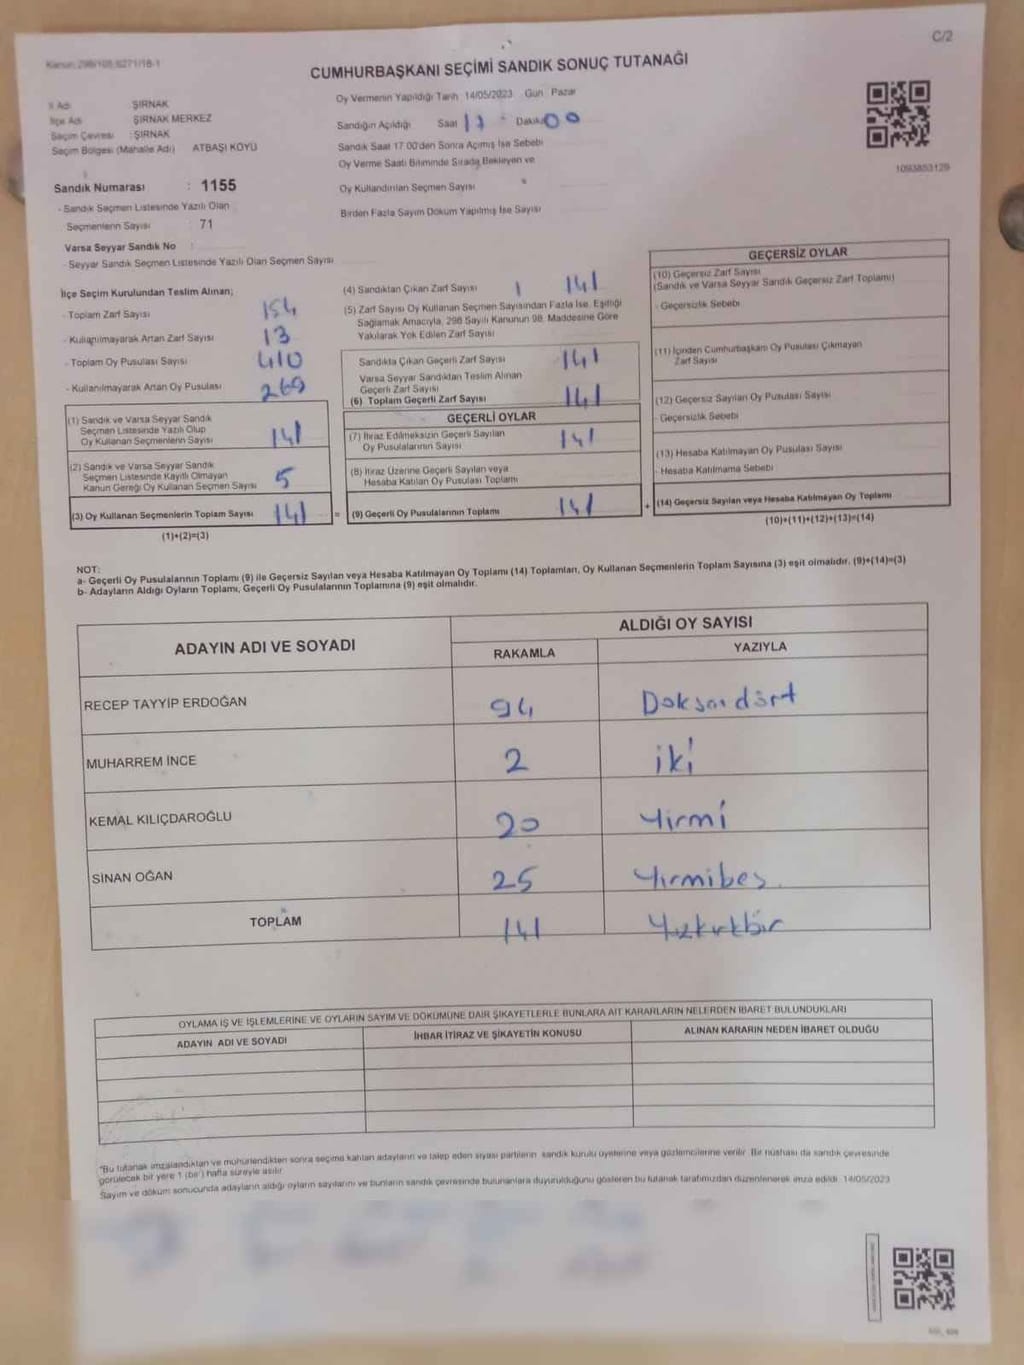 C/2
CUMHURBAŞKANI SEÇİMİ SANDIK SONUÇ TUTANAĞI
İl Adı ŞIRNAK
İlçe Adı ŞIRNAK MERKEZ
Seçim Çevresi : ŞIRNAK
Seçim Bölgesi (Mahalle Adı) ATBAŞI KÖYÜ
Sandık Numarası : 1155
- Sandık Seçmen Listesinde Yazılı Olan
Seçmenlerin Sayısı 71
Varsa Seyyar Sandık No
- Seyyar Sandık Seçmen Listesinde Yazılı Olan Seçmen Sayısı
Oy Vermenin Yapıldığı Tarih 14/05/2023 Gün Pazar
Sandığın Açıldığı Saat 17 Dakika 00
Sandık Saat 17.00'den Sonra Açılmış İse Sebebi
Oy Verme Saati Bitiminde Sırada Bekleyen ve
Oy Kullandırılan Seçmen Sayısı
Birden Fazla Sayım Döküm Yapılmış İse Sayısı
1093853129
İlçe Seçim Kurulundan Teslim Alınan;
- Toplam Zarf Sayısı 154
- Kullanılmayarak Artan Zarf Sayısı 13
- Toplam Oy Pusulası Sayısı 410
- Kullanılmayarak Artan Oy Pusulası 269
(1) Sandık ve Varsa Seyyar Sandık
Seçmen Listesinde Yazılı Olup
Oy Kullanan Seçmenlerin Sayısı 141
(2) Sandık ve Varsa Seyyar Sandık
Seçmen Listesinde Kayıtlı Olmayan
Kanun Gereği Oy Kullanan Seçmen Sayısı 5
(3) Oy Kullanan Seçmenlerin Toplam Sayısı 141 =
(1)+(2)=(3)
(4) Sandıktan Çıkan Zarf Sayısı 141
(5) Zarf Sayısı Oy Kullanan Seçmen Sayısından Fazla İse, Eşitliği
Sağlamak Amacıyla, 298 Sayılı Kanunun 98. Maddesine Göre
Yakılarak Yok Edilen Zarf Sayısı
Sandıkta Çıkan Geçerli Zarf Sayısı 141
Varsa Seyyar Sandıktan Teslim Alınan
Geçerli Zarf Sayısı
(6) Toplam Geçerli Zarf Sayısı 141
GEÇERLİ OYLAR
(7) İtiraz Edilmeksizin Geçerli Sayılan
Oy Pusulalarının Sayısı 141
(8) İtiraz Üzerine Geçerli Sayılan veya
Hesaba Katılan Oy Pusulası Toplamı
(9) Geçerli Oy Pusulalarının Toplamı 141 +
GEÇERSİZ OYLAR
(10) Geçersiz Zarf Sayısı
(Sandık ve Varsa Seyyar Sandık Geçersiz Zarf Toplamı)
- Geçersizlik Sebebi
(11) İçinden Cumhurbaşkanı Oy Pusulası Çıkmayan
Zarf Sayısı
(12) Geçersiz Sayılan Oy Pusulası Sayısı
- Geçersizlik Sebebi
(13) Hesaba Katılmayan Oy Pusulası Sayısı
- Hesaba Katılmama Sebebi
(14) Geçersiz Sayılan veya Hesaba Katılmayan Oy Toplamı
(10)+(11)+(12)+(13)=(14)
NOT:
a- Geçerli Oy Pusulalarının Toplamı (9) ile Geçersiz Sayılan veya Hesaba Katılmayan Oy Toplamı (14) Toplamları, Oy Kullanan Seçmenlerin Toplam Sayısına (3) eşit olmalıdır. (9)+(14)=(3)
b- Adayların Aldığı Oyların Toplamı, Geçerli Oy Pusulalarının Toplamına (9) eşit olmalıdır.
ADAYIN ADI VE SOYADI ALDIĞI OY SAYISI
RAKAMLA YAZIYLA
RECEP TAYYİP ERDOĞAN 94 Doksandört
MUHARREM İNCE 2 iki
KEMAL KILIÇDAROĞLU 20 Yirmi
SİNAN OĞAN 25 Yirmibeş
TOPLAM 141 Yüzkırkbir
OYLAMA İŞ VE İŞLEMLERİNE VE OYLARIN SAYIM VE DÖKÜMÜNE DAİR ŞİKAYETLERLE BUNLARA AİT KARARLARIN NELERDEN İBARET BULUNDUKLARI
ADAYIN ADI VE SOYADI İHBAR İTİRAZ VE ŞİKAYETİN KONUSU ALINAN KARARIN NEDEN İBARET OLDUĞU
*Bu tutanak imzalandıktan ve mühürlendikten sonra seçime katılan adayların ve talep eden siyasi partilerin sandık kurulu üyelerine veya gözlemcilerine verilir. Bir nüshası da sandık çevresinde
görülecek bir yere 1 (bir) hafta süreyle asılır.
Sayım ve döküm sonucunda adayların aldığı oyların sayılarını ve bunların sandık çevresinde bulunanlara duyurulduğunu gösteren bu tutanak tarafımızdan düzenlenerek imza edildi. 14/05/2023